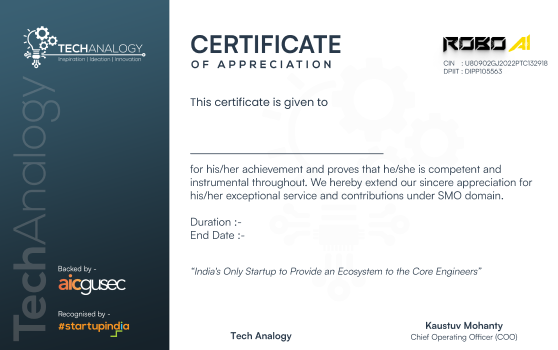 TECHANALOGY
Inspiration | Ideation | Innovation
TechAnalogy
CERTIFICATE
OF APPRECIATION
ROBO AI
CIN : U80902GJ2022PTC132918
DPIIT : DIPP105563
This certificate is given to
for his/her achievement and proves that he/she is competent and
instrumental throughout. We hereby extend our sincere appreciation for
his/her exceptional service and contributions under SMO domain.
Duration :-
End Date :-
"India's Only Startup to Provide an Ecosystem to the Core Engineers"
Backed by -
aicgusec
Recognised by -
#startupindia
Tech Analogy
Kaustuv Mohanty
Chief Operating Officer (COO)